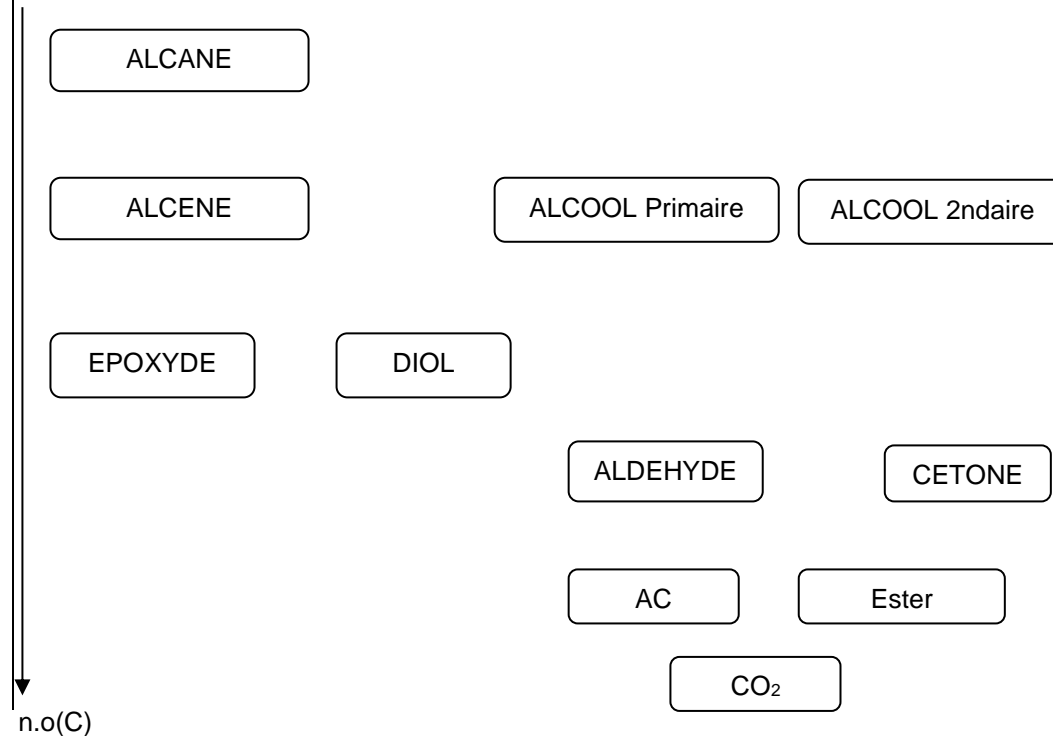 ALCANE
ALCENE
ALCOOL Primaire
ALCOOL 2ndaire
EPOXYDE
DIOL
ALDEHYDE
CETONE
AC
Ester
CO₂
n.o(C)